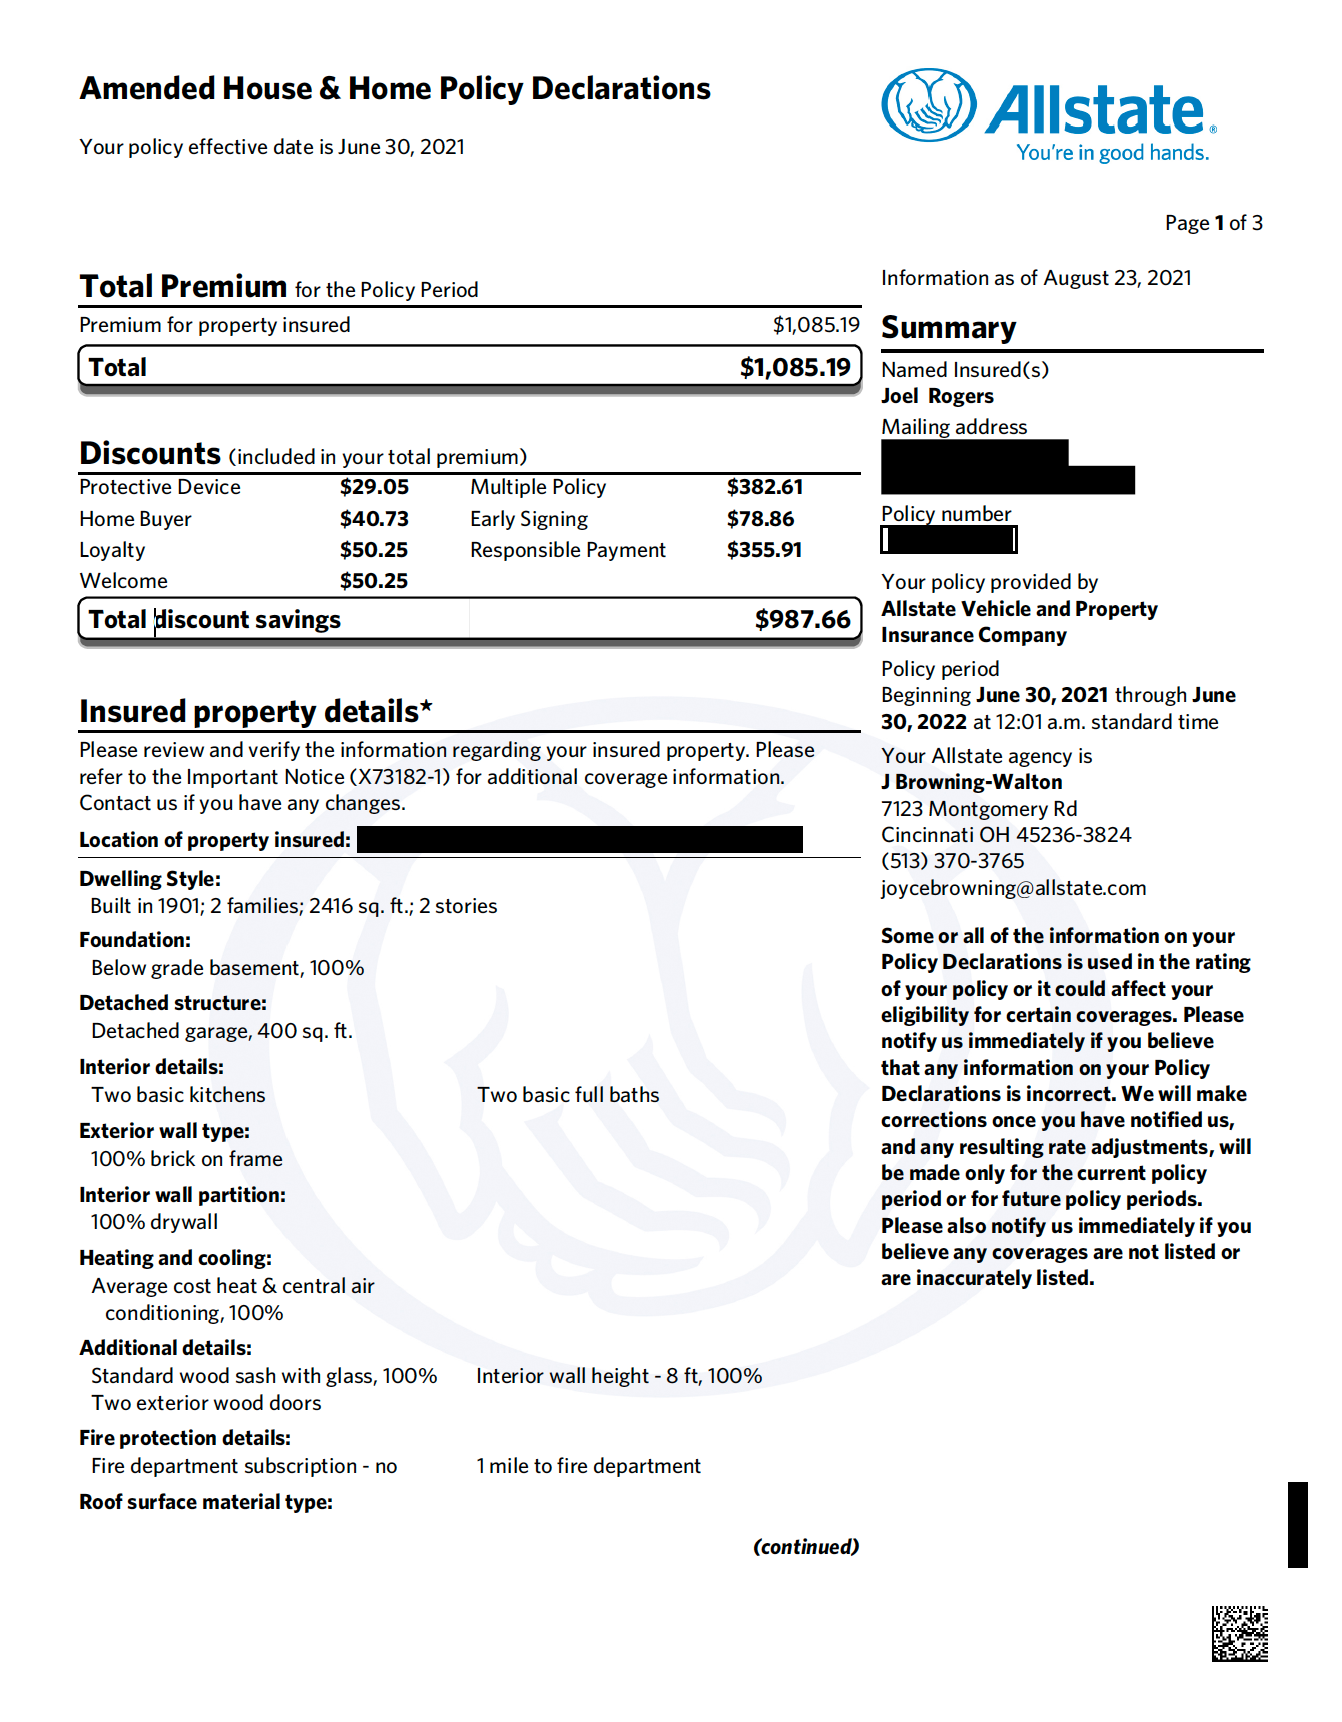 Amended House & Home Policy Declarations
Your policy effective date is June 30, 2021
Allstate®
You're in good hands.
Page 1 of 3
Total Premium for the Policy Period
Premium for property insured $1,085.19
Total $1,085.19
Discounts (included in your total premium)
Protective Device $29.05 Multiple Policy $382.61
Home Buyer $40.73 Early Signing $78.86
Loyalty $50.25 Responsible Payment $355.91
Welcome $50.25
Total discount savings $987.66
Insured property details*
Please review and verify the information regarding your insured property. Please
refer to the Important Notice (X73182-1) for additional coverage information.
Contact us if you have any changes.
Location of property insured:
Dwelling Style:
Built in 1901; 2 families; 2416 sq. ft.; 2 stories
Foundation:
Below grade basement, 100%
Detached structure:
Detached garage, 400 sq. ft.
Interior details:
Two basic kitchens Two basic full baths
Exterior wall type:
100% brick on frame
Interior wall partition:
100% drywall
Heating and cooling:
Average cost heat & central air
conditioning, 100%
Additional details:
Standard wood sash with glass, 100% Interior wall height - 8 ft, 100%
Two exterior wood doors
Fire protection details:
Fire department subscription - no 1 mile to fire department
Roof surface material type:
(continued)
Information as of August 23, 2021
Summary
Named Insured(s)
Joel Rogers
Mailing address
Policy number
Your policy provided by
Allstate Vehicle and Property
Insurance Company
Policy period
Beginning June 30, 2021 through June
30, 2022 at 12:01 a.m. standard time
Your Allstate agency is
J Browning-Walton
7123 Montgomery Rd
Cincinnati OH 45236-3824
(513) 370-3765
joycebrowning@allstate.com
Some or all of the information on your
Policy Declarations is used in the rating
of your policy or it could affect your
eligibility for certain coverages. Please
notify us immediately if you believe
that any information on your Policy
Declarations is incorrect. We will make
corrections once you have notified us,
and any resulting rate adjustments, will
be made only for the current policy
period or for future policy periods.
Please also notify us immediately if you
believe any coverages are not listed or
are inaccurately listed.